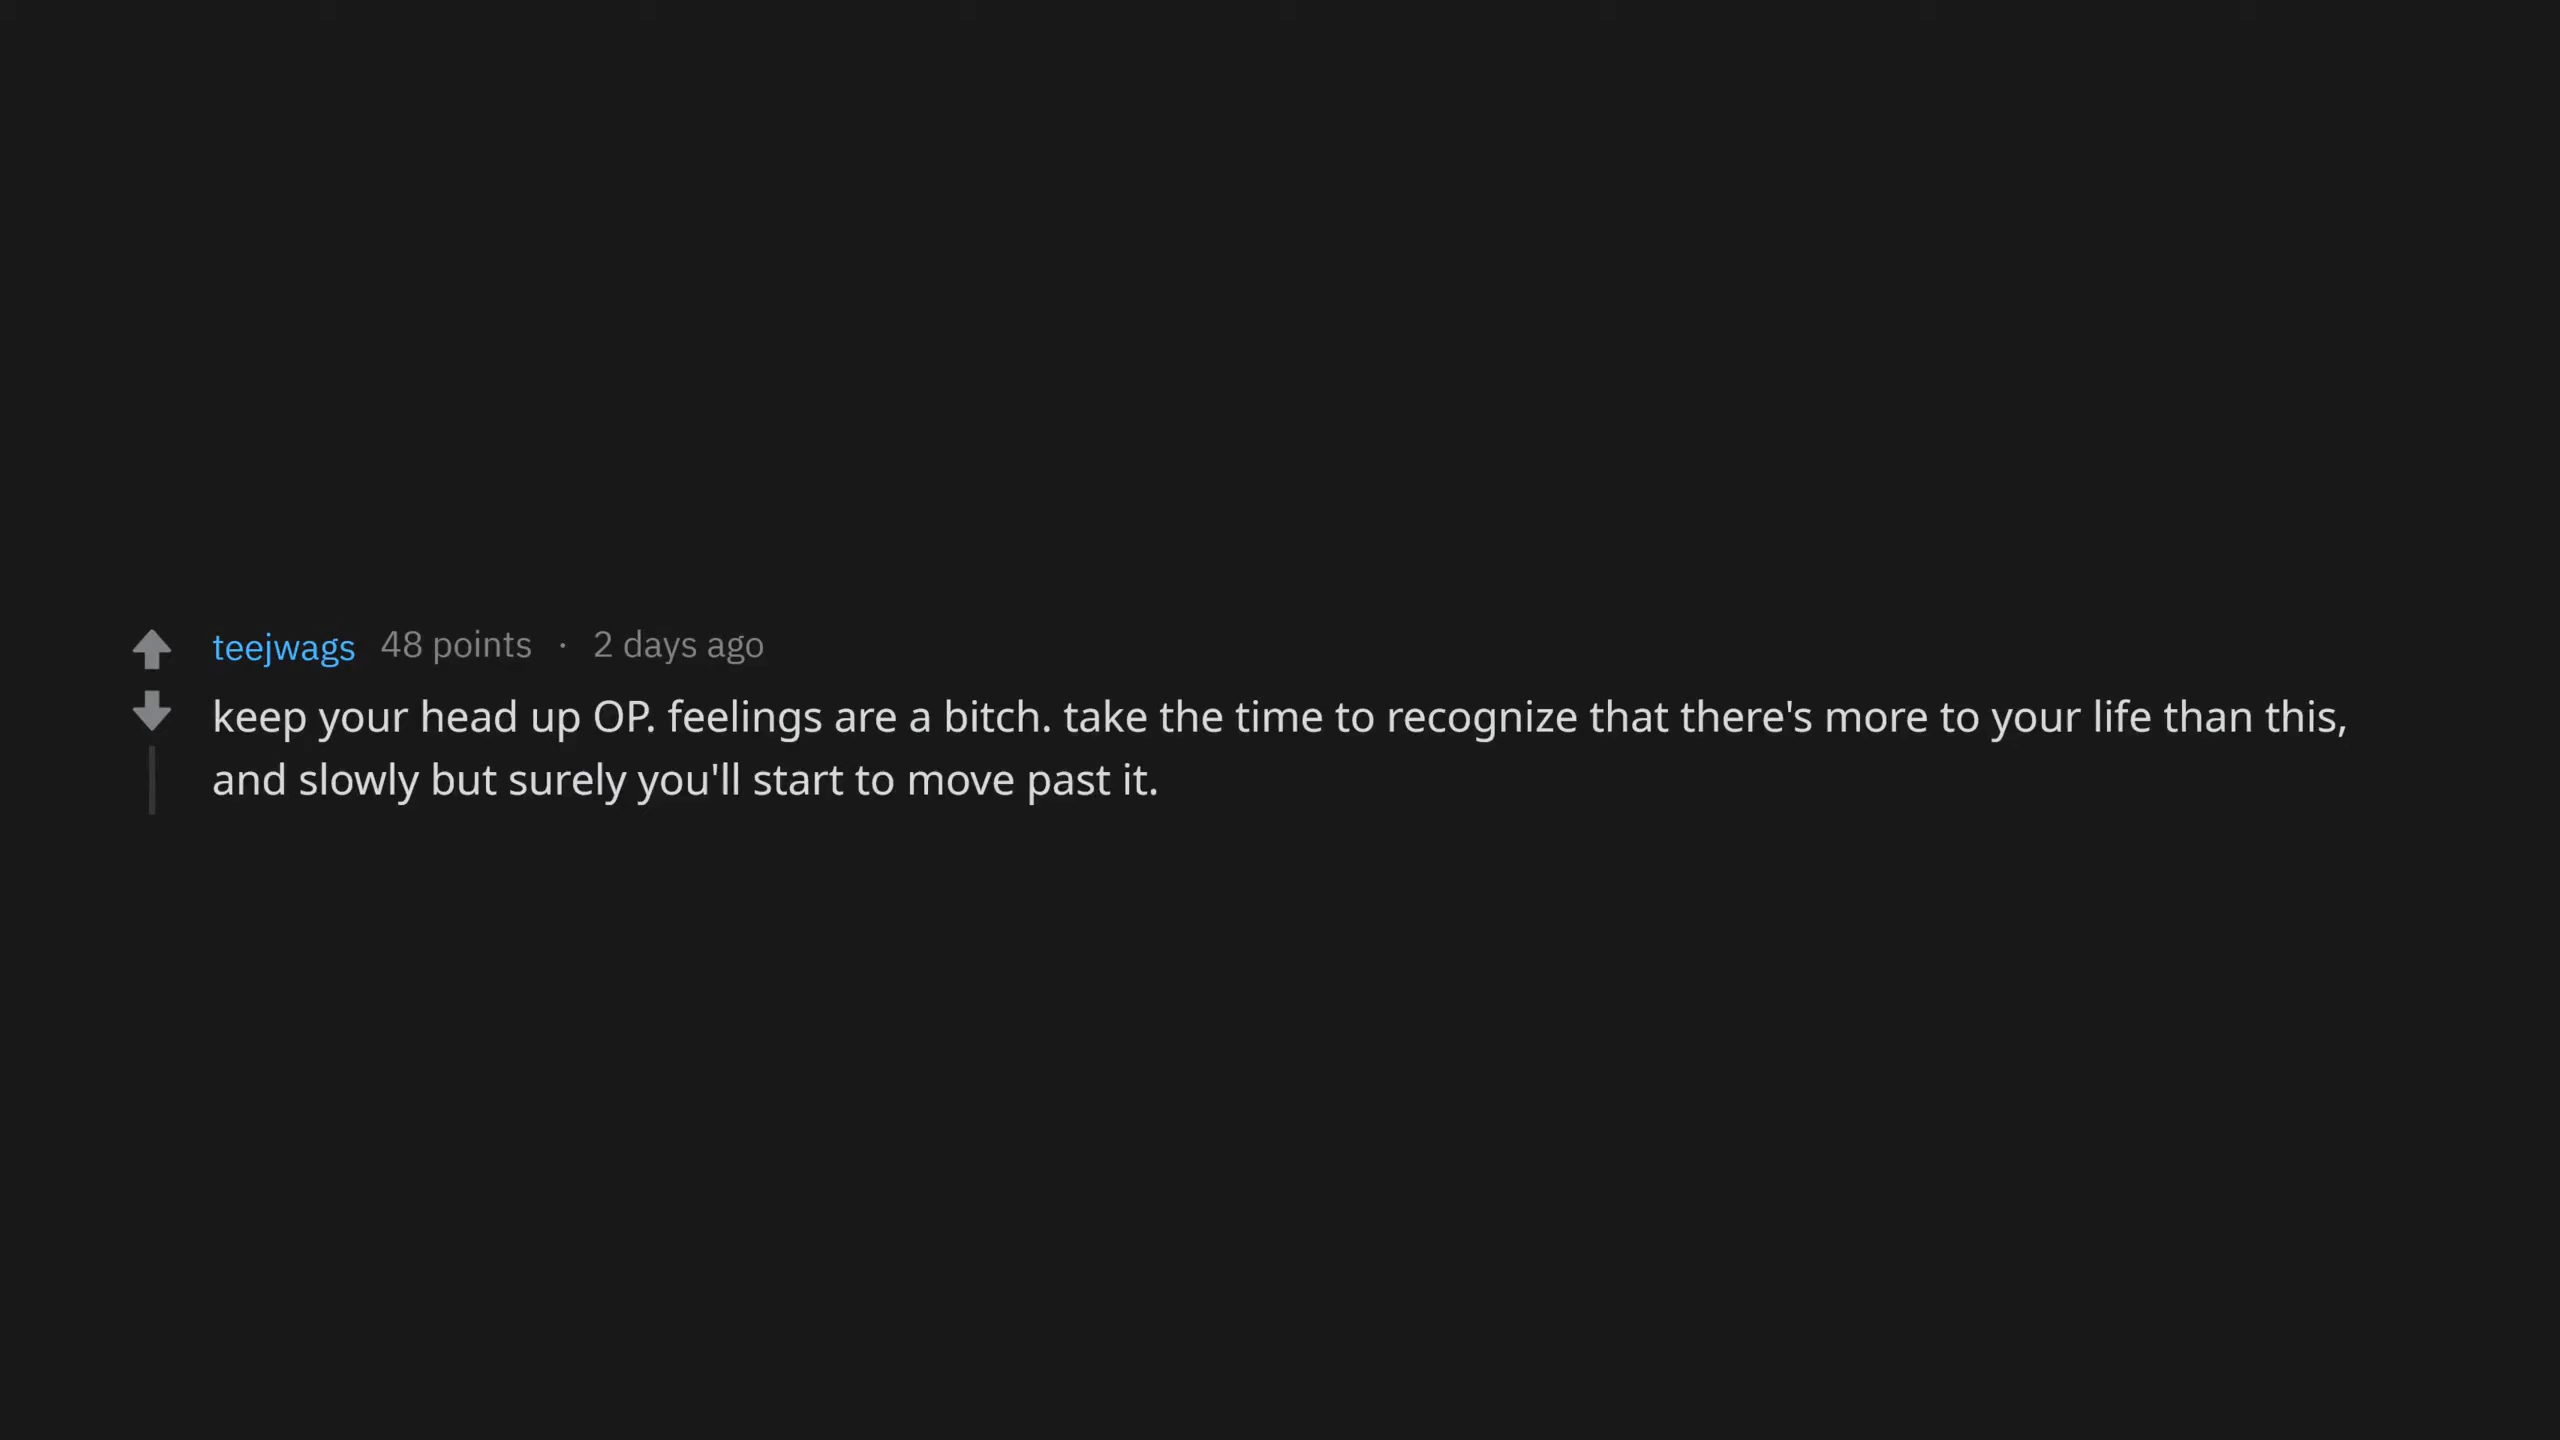 teejwags 48 points · 2 days ago
keep your head up OP. feelings are a bitch. take the time to recognize that there's more to your life than this,
and slowly but surely you'll start to move past it.